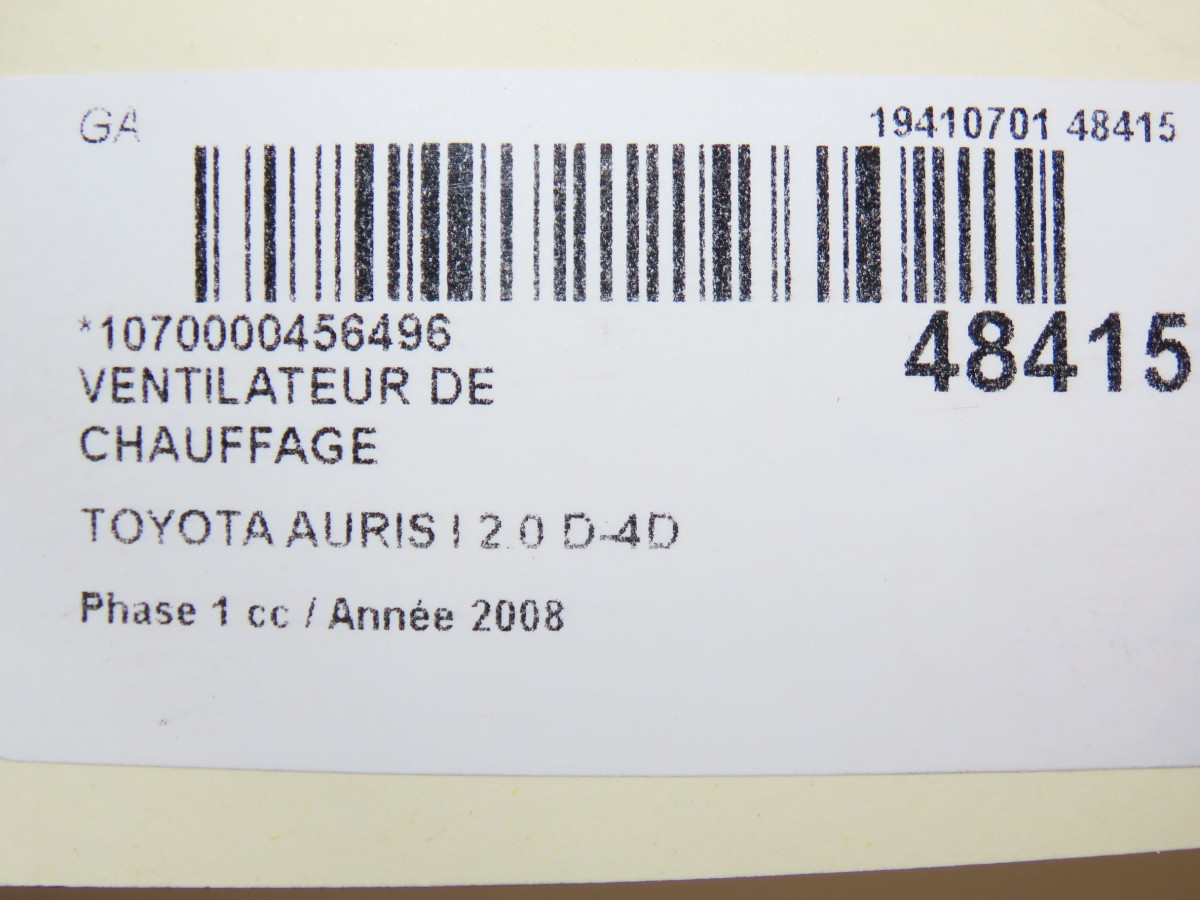 GA
19410701 48415
*1070000456496
48415
VENTILATEUR DE
CHAUFFAGE
TOYOTA AURIS I 2.0 D-4D
Phase 1 cc / Année 2008